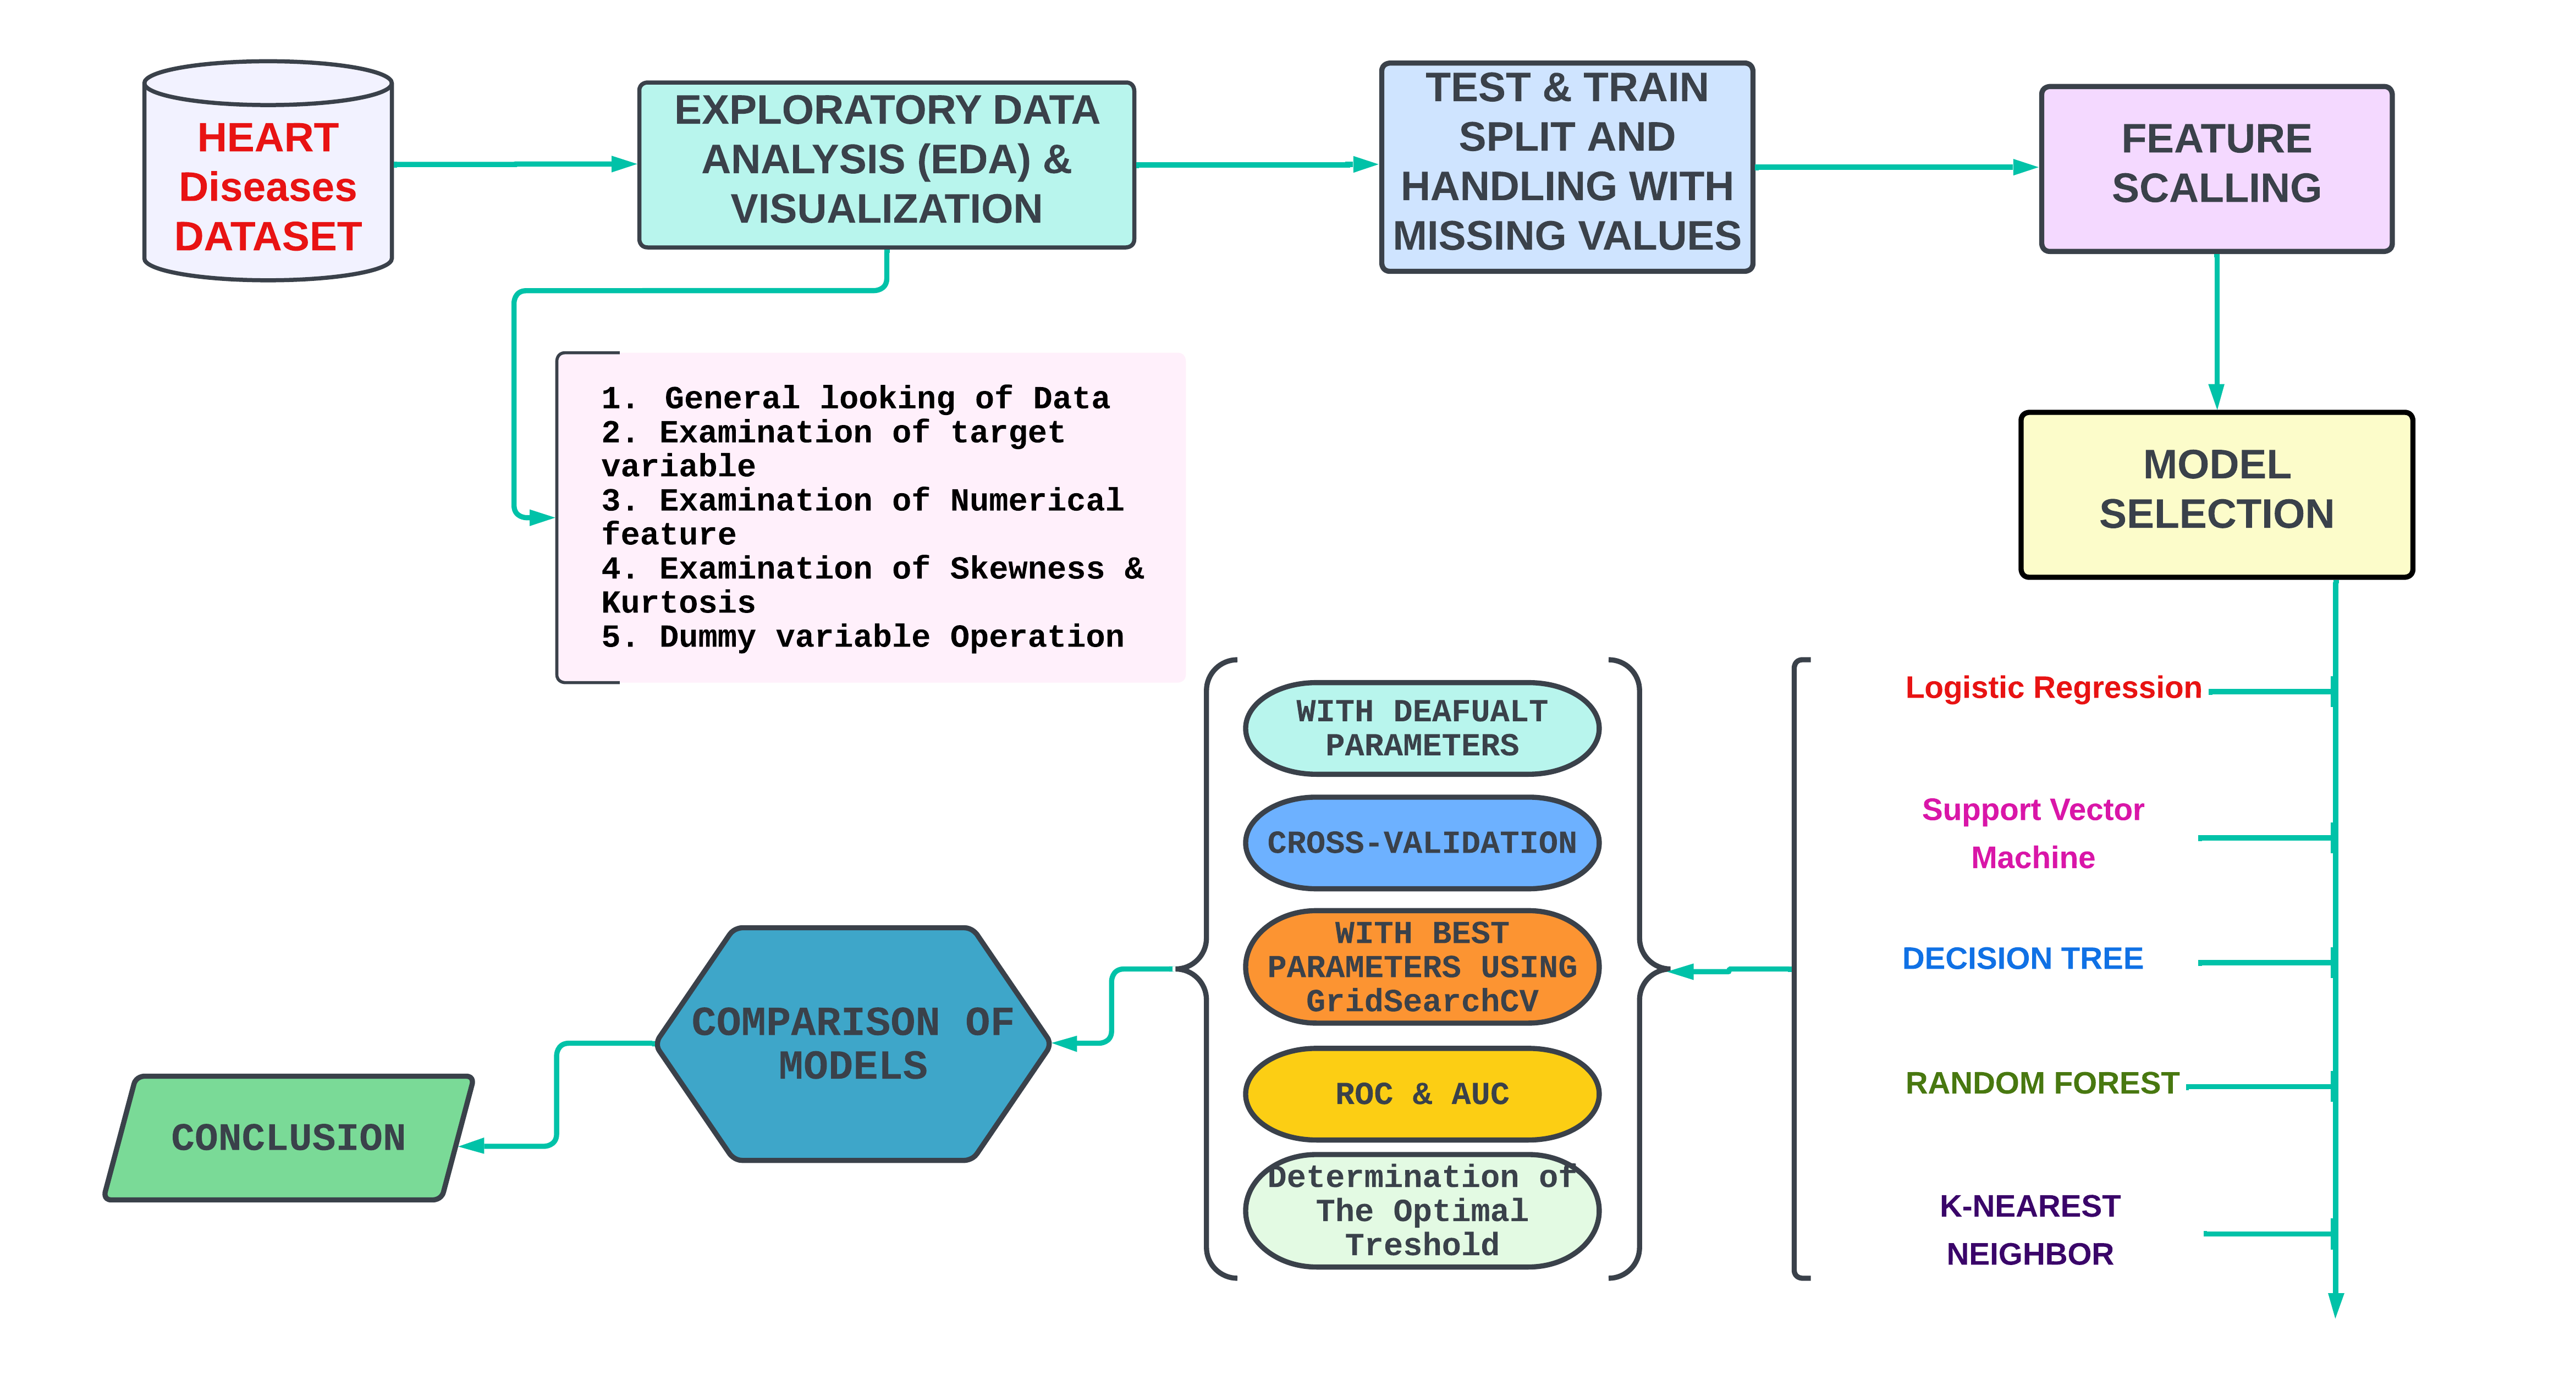 HEART
Diseases
DATASET
EXPLORATORY DATA
ANALYSIS (EDA) &
VISUALIZATION
TEST & TRAIN
SPLIT AND
HANDLING WITH
MISSING VALUES
FEATURE
SCALLING
1. General looking of Data
2. Examination of target
variable
3. Examination of Numerical
feature
4. Examination of Skewness &
Kurtosis
5. Dummy variable Operation
MODEL
SELECTION
Logistic Regression
Support Vector
Machine
DECISION TREE
RANDOM FOREST
K-NEAREST
NEIGHBOR
WITH DEAFUALT
PARAMETERS
CROSS-VALIDATION
WITH BEST
PARAMETERS USING
GridSearchCV
ROC & AUC
Determination of
The Optimal
Treshold
COMPARISON OF
MODELS
CONCLUSION